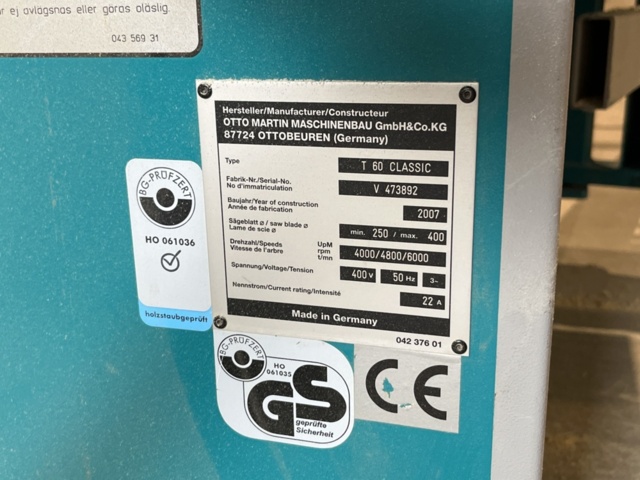 ej avlägsnas eller göras oläslig.
043 569 31
Hersteller/Manufacturer/Constructeur
OTTO MARTIN MASCHINENBAU GmbH&Co.KG
87724 OTTOBEUREN (Germany)
Type T 60 CLASSIC
Fabrik-Nr./Serial-No.
No d'immatriculation V 473892
Baujahr/Year of construction
Année de fabrication 2007
Sägeblatt ø / saw blade ø
Lame de scie ø min. 250 / max. 400
Drehzahl/Speeds UpM
Vitesse de l'arbre rpm 4000/4800/6000
t/mn
Spannung/Voltage/Tension 400 V 50 Hz 3~
Nennstrom/Current rating/Intensité 22 A
Made in Germany
042 376 01
BG-PRÜFZERT
HO 061036
holzstaubgeprüft
BG-PRÜFZERT
HO
061035
GS
geprüfte
Sicherheit
CE